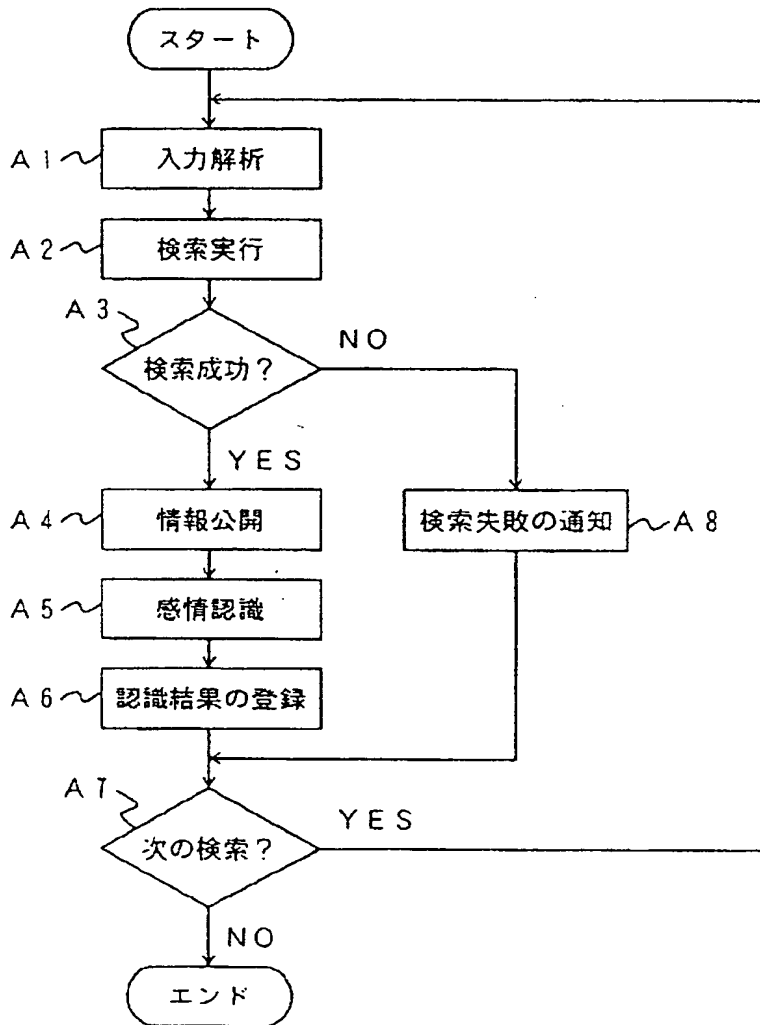 スタート
A1 入力解析
A2 検索実行
A3
検索成功?
NO
YES
A4 情報公開
検索失敗の通知 A8
A5 感情認識
A6 認識結果の登録
A7
次の検索?
YES
NO
エンド